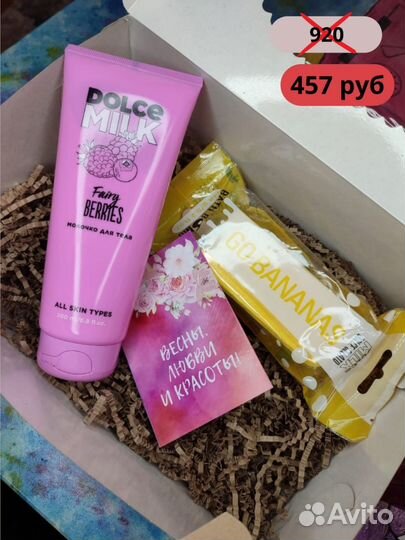 920
457 руб
DOLCE
MILK
Fairy
BERRIES
МОЛОЧКО ДЛЯ ТЕЛА
ALL SKIN TYPES
GO BANANAS
ВЕСНЫ,
ЛЮБВИ
И КРАСОТЫ!
Avito